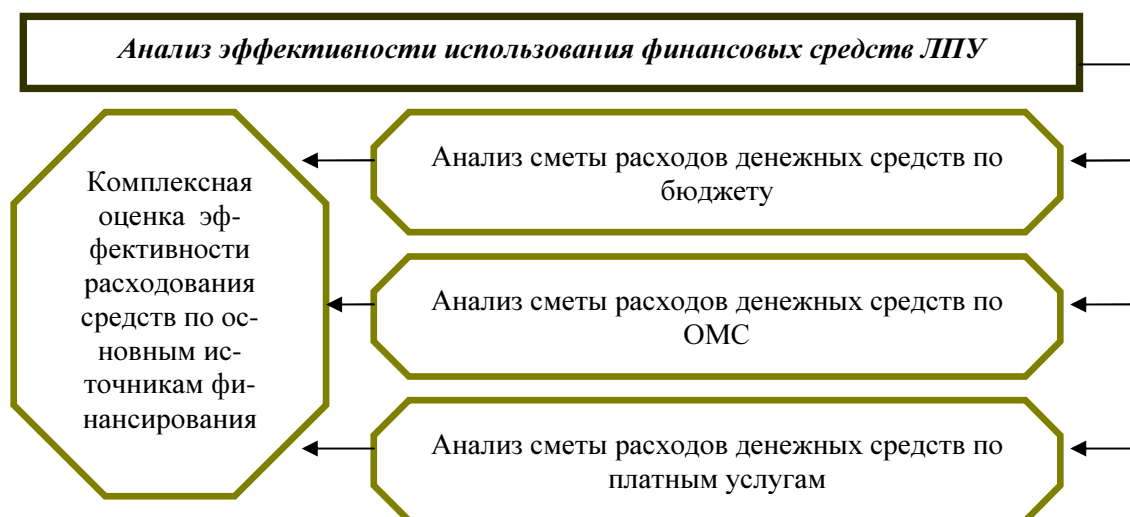 Анализ эффективности использования финансовых средств ЛПУ
Комплексная
оценка эф-
фективности
расходования
средств по ос-
новным ис-
точникам фи-
нансирования
Анализ сметы расходов денежных средств по
бюджету
Анализ сметы расходов денежных средств по
ОМС
Анализ сметы расходов денежных средств по
платным услугам